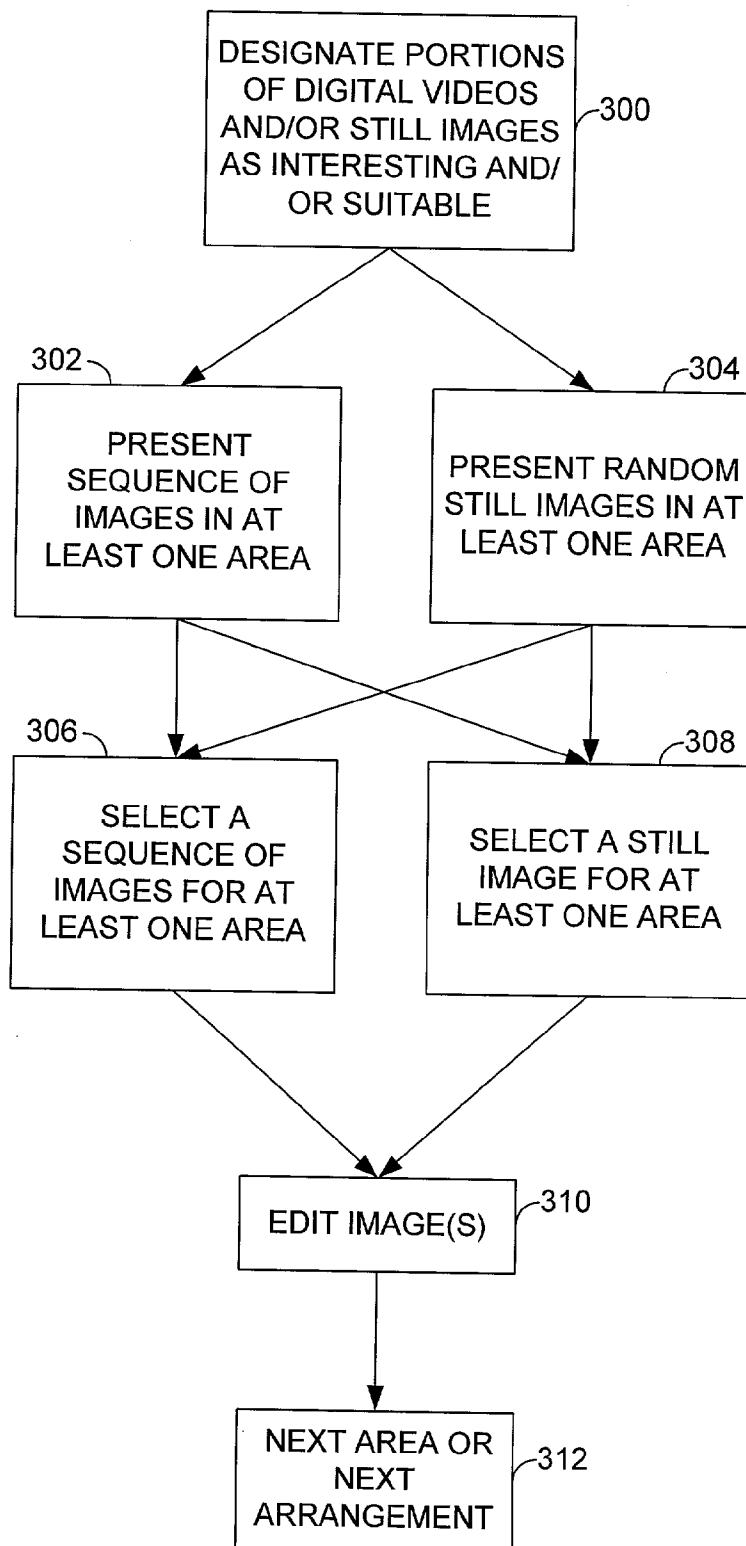 DESIGNATE PORTIONS
OF DIGITAL VIDEOS
AND/OR STILL IMAGES
AS INTERESTING AND/
OR SUITABLE
300
302
PRESENT
SEQUENCE OF
IMAGES IN AT
LEAST ONE AREA
304
PRESENT RANDOM
STILL IMAGES IN AT
LEAST ONE AREA
306
SELECT A
SEQUENCE OF
IMAGES FOR AT
LEAST ONE AREA
308
SELECT A STILL
IMAGE FOR AT
LEAST ONE AREA
EDIT IMAGE(S)
310
NEXT AREA OR
NEXT
ARRANGEMENT
312